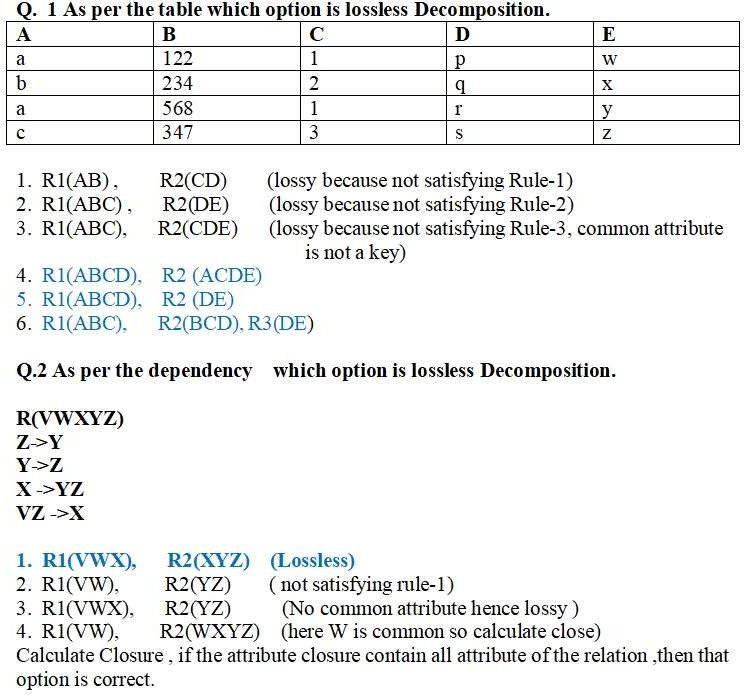 Q. 1 As per the table which option is lossless Decomposition.
A B C D E
a 122 1 p w
b 234 2 q x
a 568 1 r y
c 347 3 s z
1. R1(AB), R2(CD) (lossy because not satisfying Rule-1)
2. R1(ABC), R2(DE) (lossy because not satisfying Rule-2)
3. R1(ABC), R2(CDE) (lossy because not satisfying Rule-3, common attribute
is not a key)
4. R1(ABCD), R2 (ACDE)
5. R1(ABCD), R2 (DE)
6. R1(ABC), R2(BCD), R3(DE)
Q.2 As per the dependency which option is lossless Decomposition.
R(VWXYZ)
Z->Y
Y->Z
X ->YZ
VZ ->X
1. R1(VWX), R2(XYZ) (Lossless)
2. R1(VW), R2(YZ) ( not satisfying rule-1)
3. R1(VWX), R2(YZ) (No common attribute hence lossy )
4. R1(VW), R2(WXYZ) (here W is common so calculate close)
Calculate Closure , if the attribute closure contain all attribute of the relation ,then that
option is correct.